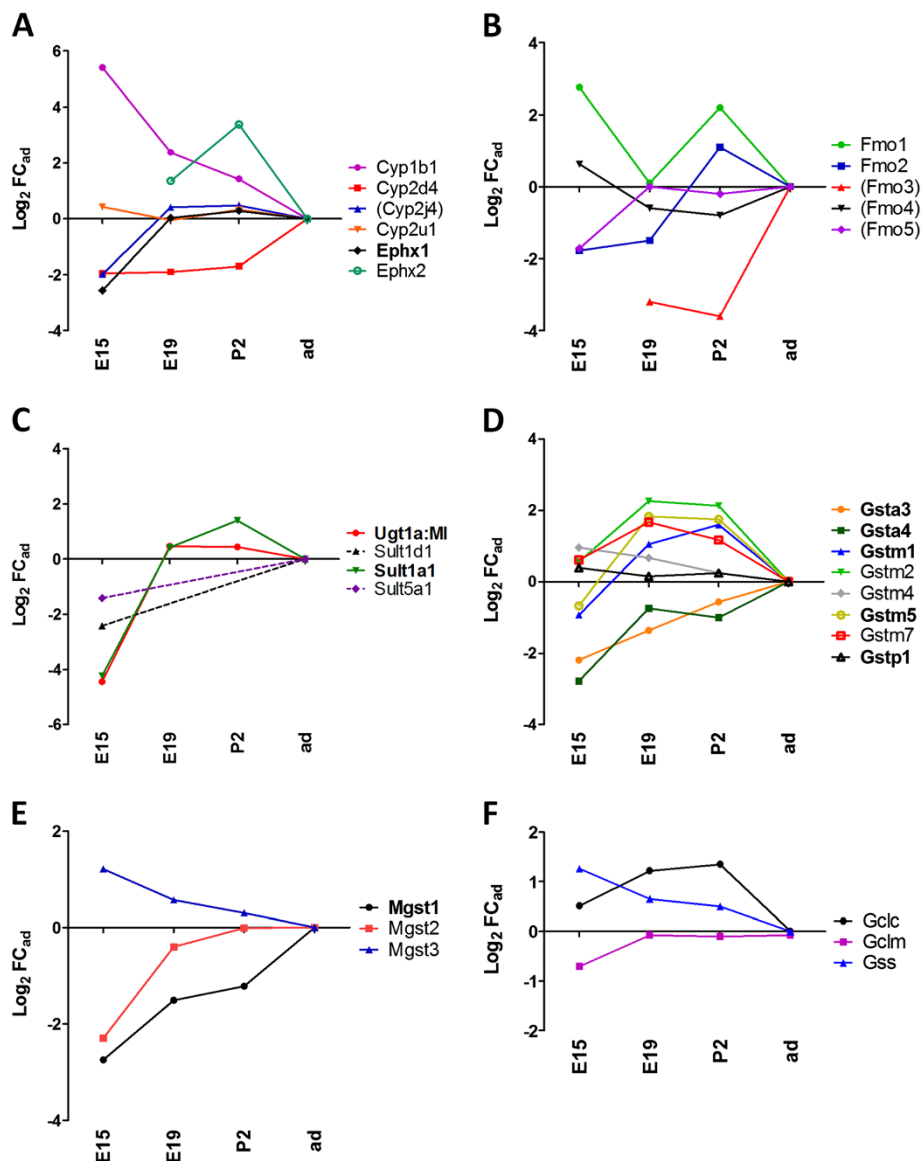 A
Log2 FCad
6
4
2
0
-2
-4
E15
E19
P2
ad
Cyp1b1
Cyp2d4
(Cyp2j4)
Cyp2u1
Ephx1
Ephx2
B
Log2 FCad
4
2
0
-2
-4
E15
E19
P2
ad
Fmo1
Fmo2
(Fmo3)
(Fmo4)
(Fmo5)
C
Log2 FCad
4
2
0
-2
-4
-6
E15
E19
P2
ad
Ugt1a:MI
Sult1d1
Sult1a1
Sult5a1
D
Log2 FCad
4
2
0
-2
-4
E15
E19
P2
ad
Gsta3
Gsta4
Gstm1
Gstm2
Gstm4
Gstm5
Gstm7
Gstp1
E
Log2 FCad
2
0
-2
-4
E15
E19
P2
ad
Mgst1
Mgst2
Mgst3
F
Log2 FCad
2
1
0
-1
-2
E15
E19
P2
ad
Gclc
Gclm
Gss